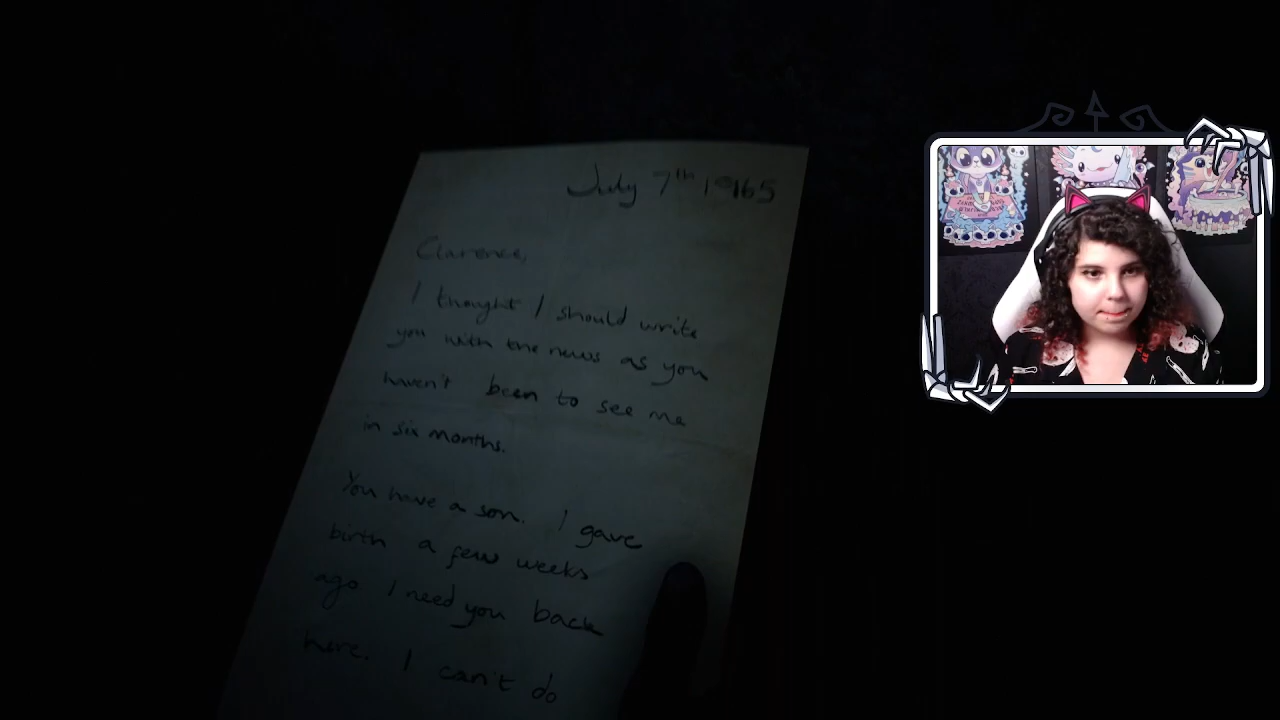 July 7th 1965
Clarence,
I thought I should write
you with the news as you
haven't been to see me
in six months.
You have a son. I gave
birth a few weeks
ago I need you back
here. I can't do